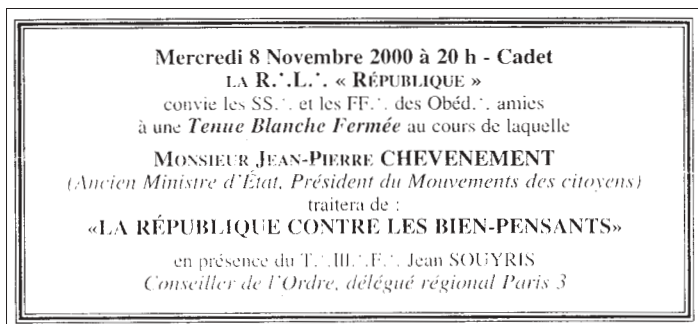 Mercredi 8 Novembre 2000 à 20 h - Cadet
LA R.·.L.·. « RÉPUBLIQUE »
convie les SS.·. et les FF.·. des Obéd.·. amies
à une Tenue Blanche Fermée au cours de laquelle
MONSIEUR JEAN-PIERRE CHEVENEMENT
(Ancien Ministre d'État, Président du Mouvements des citoyens)
traitera de :
«LA RÉPUBLIQUE CONTRE LES BIEN-PENSANTS»
en présence du T.·.Ill.·.F.·. Jean SOUYRIS
Conseiller de l'Ordre, délégué régional Paris 3